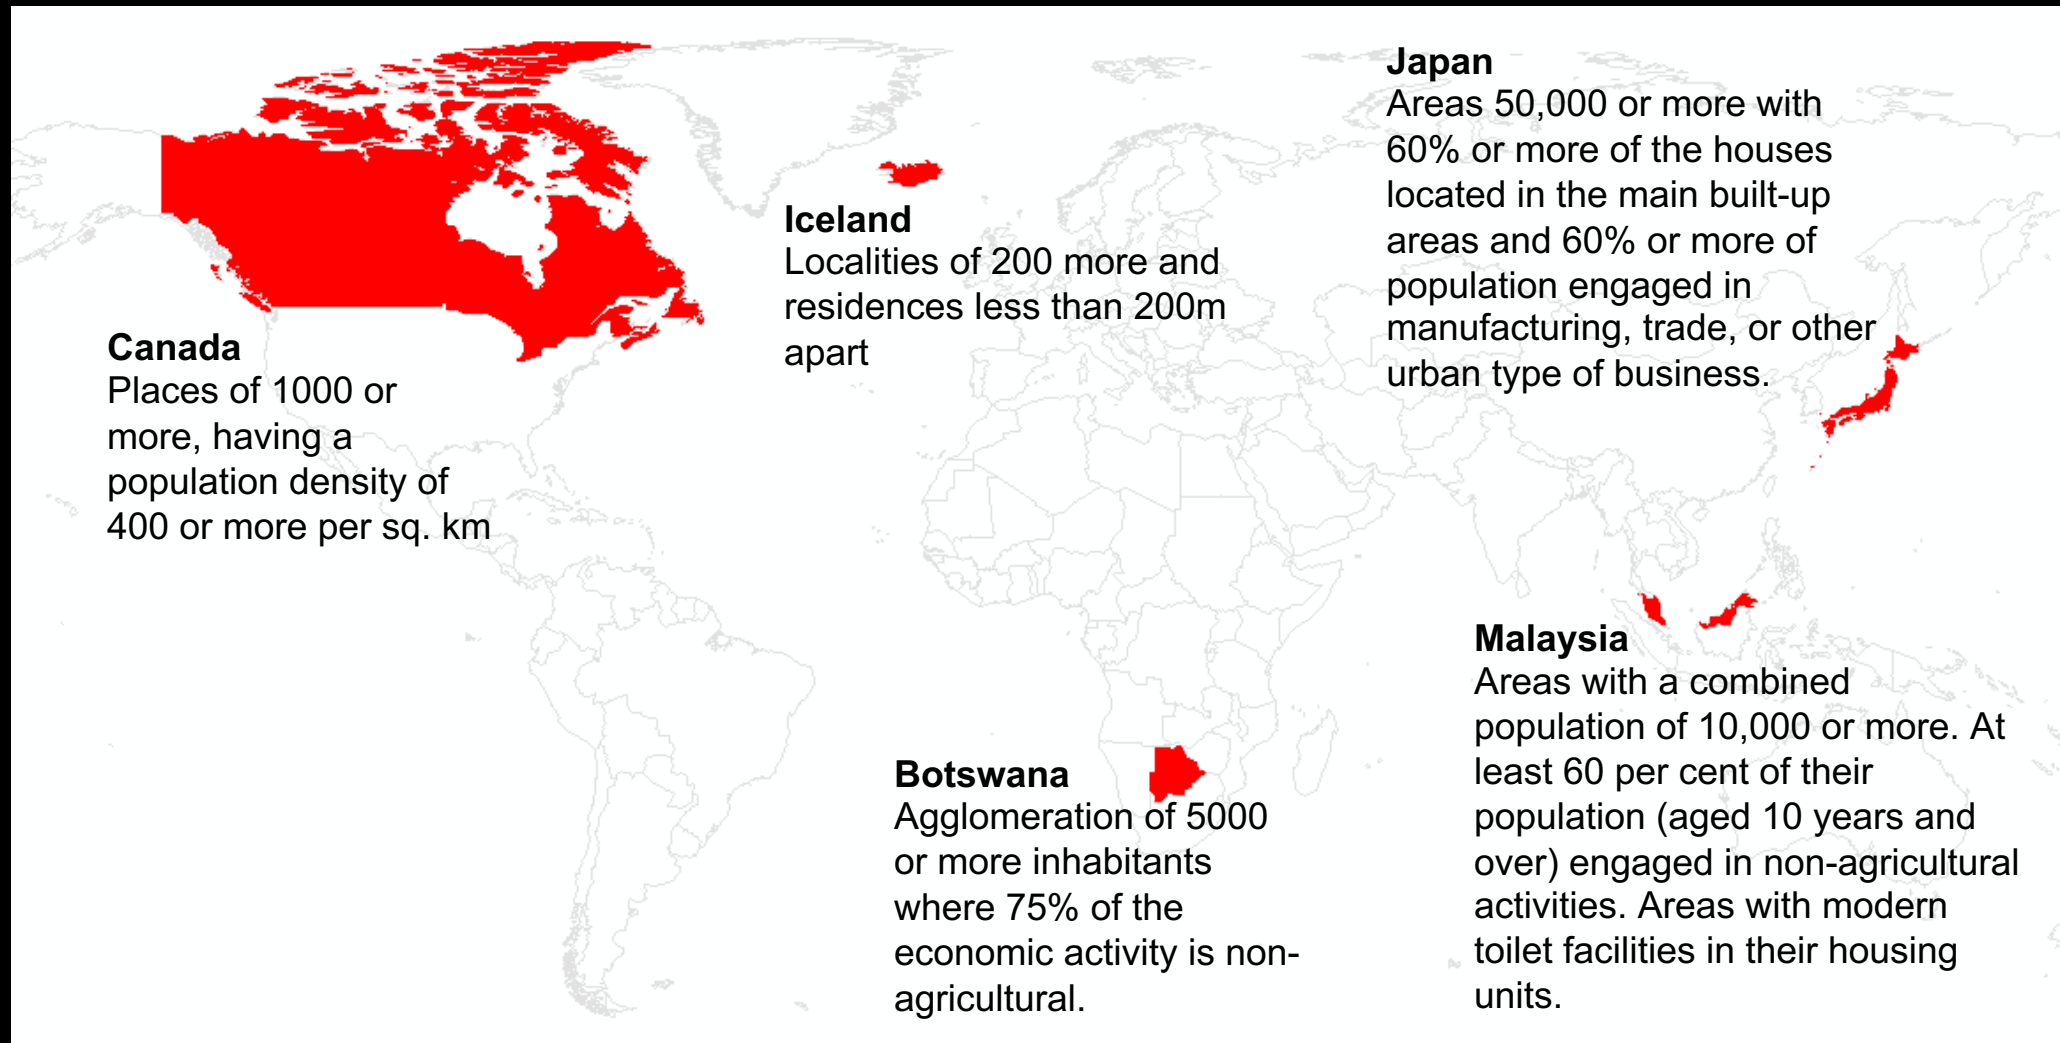 Canada
Places of 1000 or
more, having a
population density of
400 or more per sq. km
Iceland
Localities of 200 more and
residences less than 200m
apart
Japan
Areas 50,000 or more with
60% or more of the houses
located in the main built-up
areas and 60% or more of
population engaged in
manufacturing, trade, or other
urban type of business.
Botswana
Agglomeration of 5000
or more inhabitants
where 75% of the
economic activity is non-
agricultural.
Malaysia
Areas with a combined
population of 10,000 or more. At
least 60 per cent of their
population (aged 10 years and
over) engaged in non-agricultural
activities. Areas with modern
toilet facilities in their housing
units.